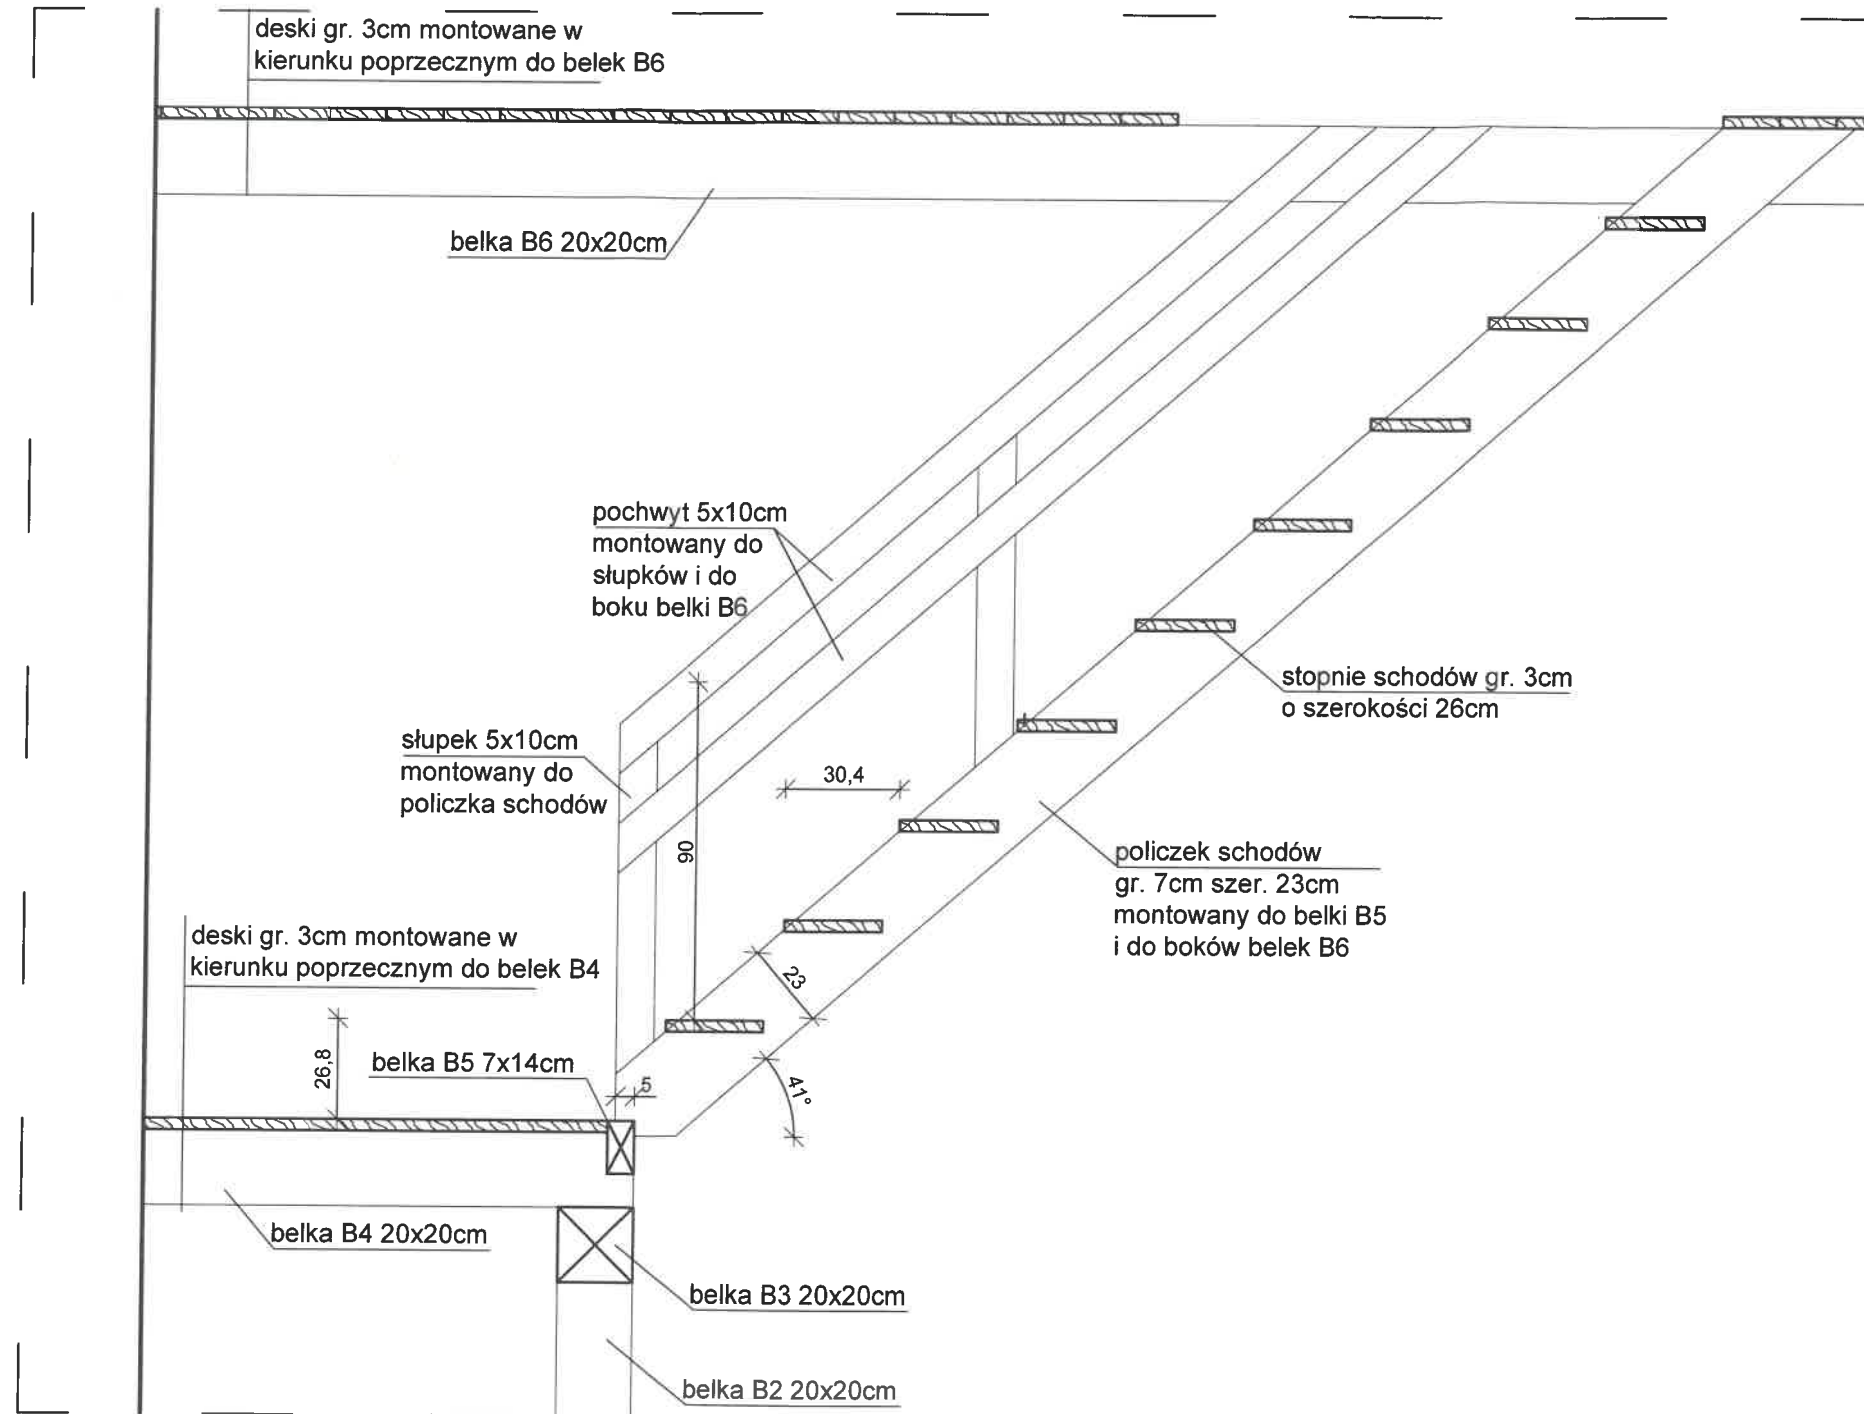 deski gr. 3cm montowane w
kierunku poprzecznym do belek B6
belka B6 20x20cm
pochwyt 5x10cm
montowany do
słupków i do
boku belki B6
stopnie schodów gr. 3cm
o szerokości 26cm
słupek 5x10cm
montowany do
policzka schodów
30,4
90
policzek schodów
gr. 7cm szer. 23cm
montowany do belki B5
i do boków belek B6
deski gr. 3cm montowane w
kierunku poprzecznym do belek B4
23
26,8
belka B5 7x14cm
5
41°
belka B4 20x20cm
belka B3 20x20cm
belka B2 20x20cm